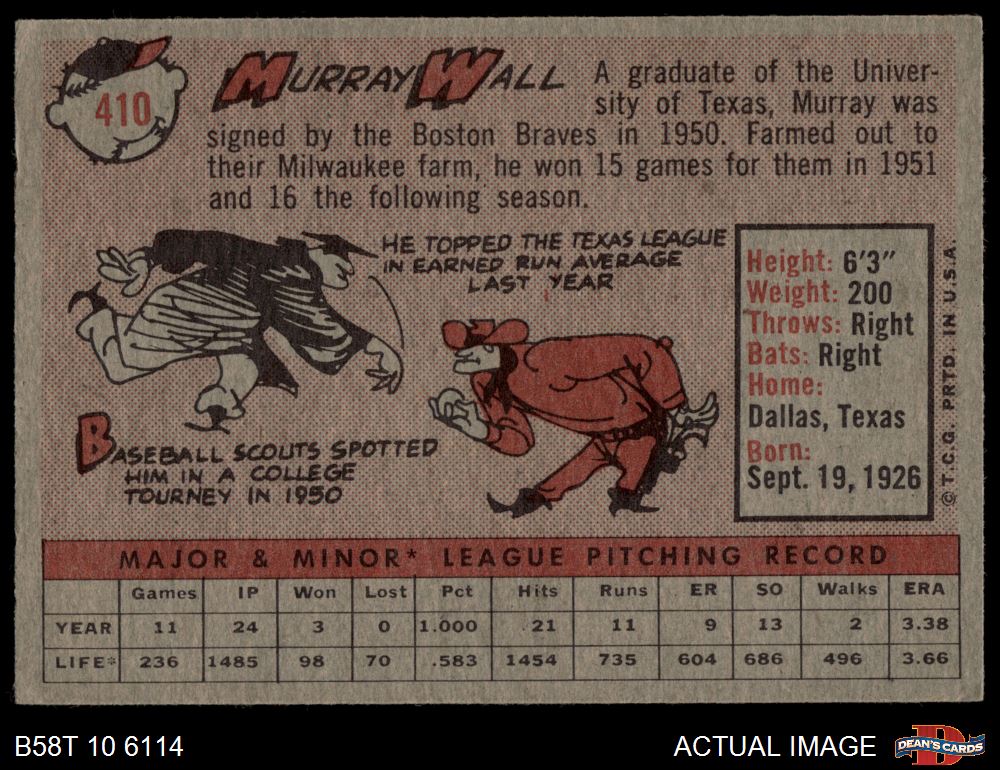 410
MURRAY WALL
A graduate of the Univer-
sity of Texas, Murray was
signed by the Boston Braves in 1950. Farmed out to
their Milwaukee farm, he won 15 games for them in 1951
and 16 the following season.
HE TOPPED THE TEXAS LEAGUE
IN EARNED RUN AVERAGE
LAST YEAR
BASEBALL SCOUTS SPOTTED
HIM IN A COLLEGE
TOURNEY IN 1950
Height: 6'3"
Weight: 200
Throws: Right
Bats: Right
Home:
Dallas, Texas
Born:
Sept. 19, 1926
© T.C.G. PRTD. IN U.S.A.
MAJOR & MINOR* LEAGUE PITCHING RECORD
Games IP Won Lost Pct Hits Runs ER SO Walks ERA
YEAR 11 24 3 0 1.000 21 11 9 13 2 3.38
LIFE* 236 1485 98 70 .583 1454 735 604 686 496 3.66
B58T 10 6114
ACTUAL IMAGE
D
DEAN'S CARDS